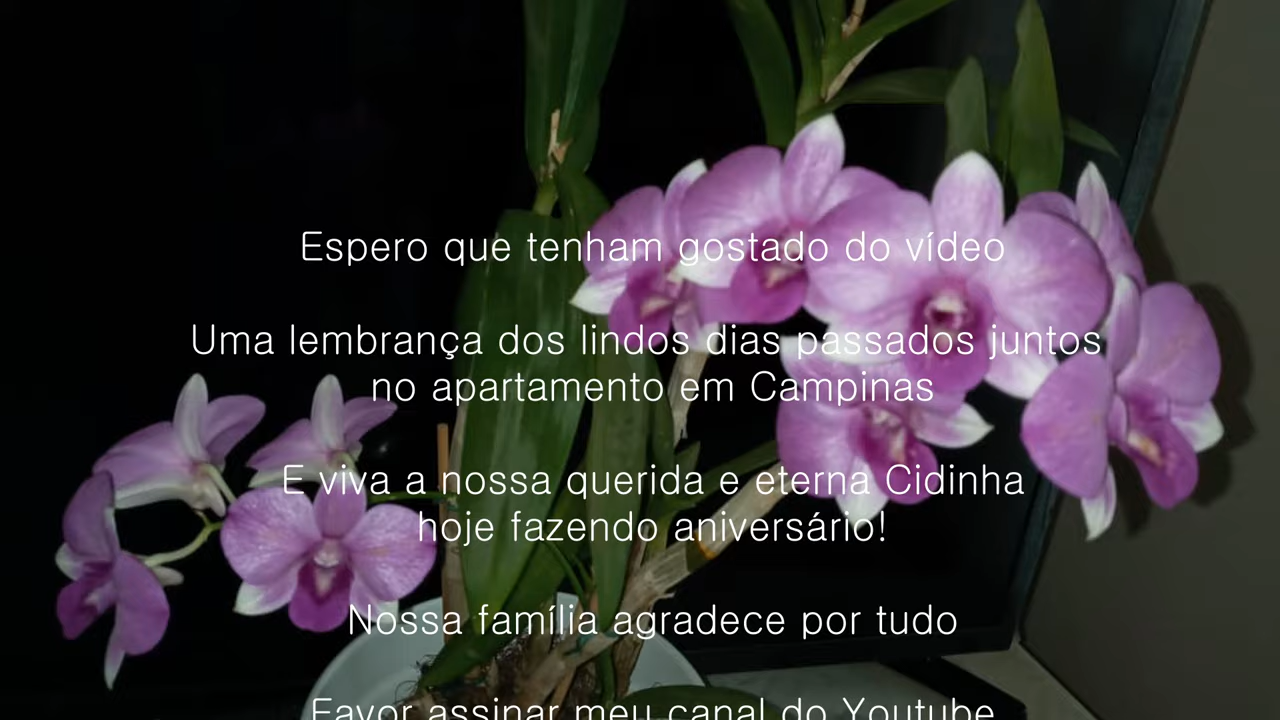 Espero que tenham gostado do vídeo
Uma lembrança dos lindos dias passados juntos
no apartamento em Campinas
E viva a nossa querida e eterna Cidinha
hoje fazendo aniversário!
Nossa família agradece por tudo
Favor assinar meu canal do Youtube